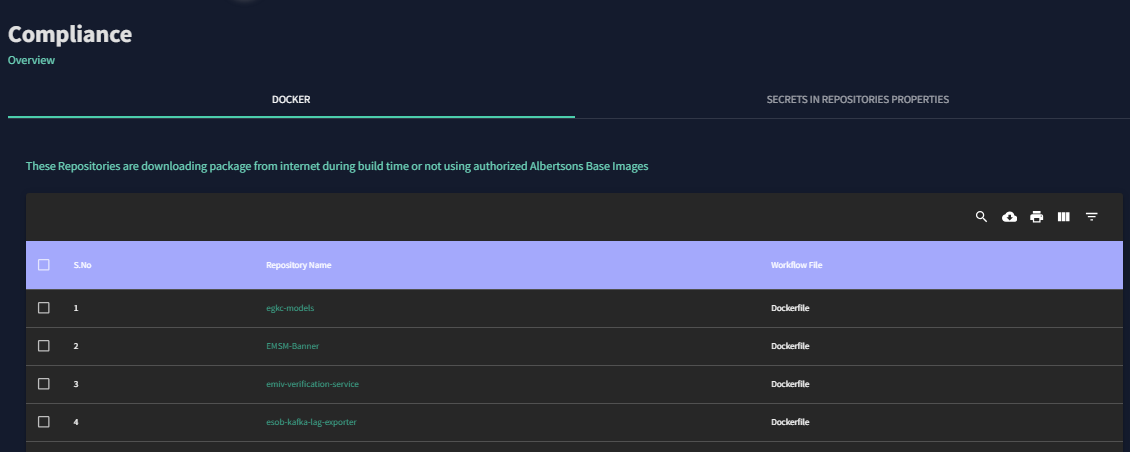 Compliance
Overview
DOCKER SECRETS IN REPOSITORIES PROPERTIES
These Repositories are downloading package from internet during build time or not using authorized Albertsons Base Images
S.No Repository Name Workflow File
1 egkc-models Dockerfile
2 EMSM-Banner Dockerfile
3 emiv-verification-service Dockerfile
4 esob-kafka-lag-exporter Dockerfile